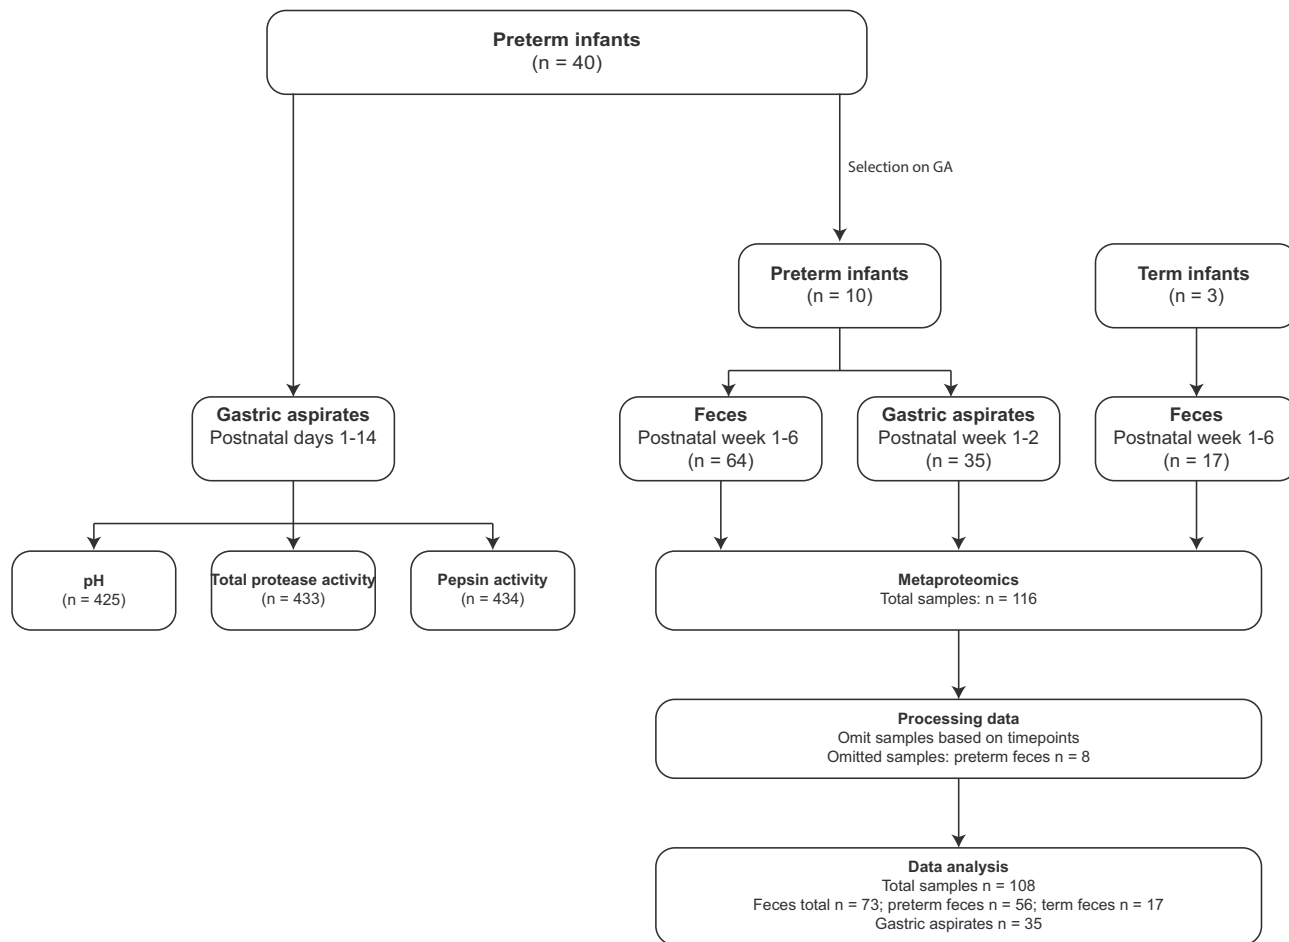 Preterm infants
(n = 40)
Selection on GA
Preterm infants
(n = 10)
Term infants
(n = 3)
Gastric aspirates
Postnatal days 1-14
Feces
Postnatal week 1-6
(n = 64)
Gastric aspirates
Postnatal week 1-2
(n = 35)
Feces
Postnatal week 1-6
(n = 17)
pH
(n = 425)
Total protease activity
(n = 433)
Pepsin activity
(n = 434)
Metaproteomics
Total samples: n = 116
Processing data
Omit samples based on timepoints
Omitted samples: preterm feces n = 8
Data analysis
Total samples n = 108
Feces total n = 73; preterm feces n = 56; term feces n = 17
Gastric aspirates n = 35